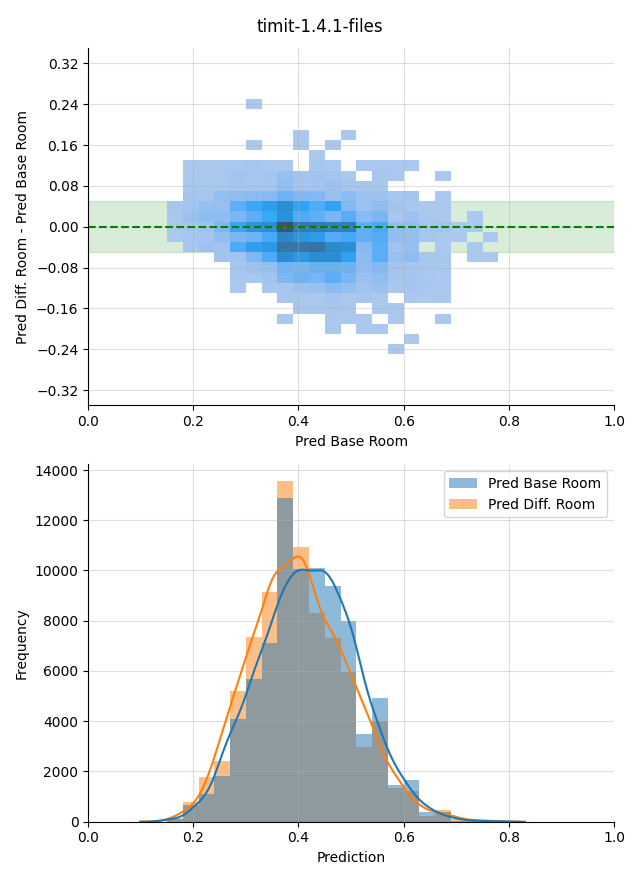 timit-1.4.1-files
Pred Diff. Room - Pred Base Room
0.32
0.24
0.16
0.08
0.00
−0.08
−0.16
−0.24
−0.32
0.0 0.2 0.4 0.6 0.8 1.0
Pred Base Room
Frequency
14000
12000
10000
8000
6000
4000
2000
0
Pred Base Room
Pred Diff. Room
0.0 0.2 0.4 0.6 0.8 1.0
Prediction